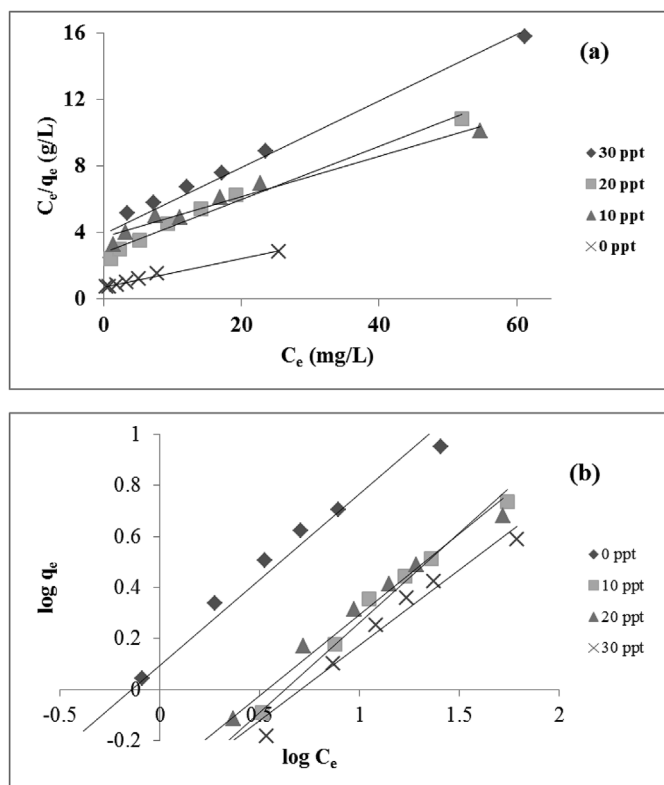 16
12
8
4
0
0
20
40
60
Cₑ/qₑ (g/L)
Cₑ (mg/L)
(a)
30 ppt
20 ppt
10 ppt
0 ppt
1
0.8
0.6
0.4
0.2
0
-0.2
-0.5
0
0.5
1
1.5
2
log qₑ
log Cₑ
(b)
0 ppt
10 ppt
20 ppt
30 ppt